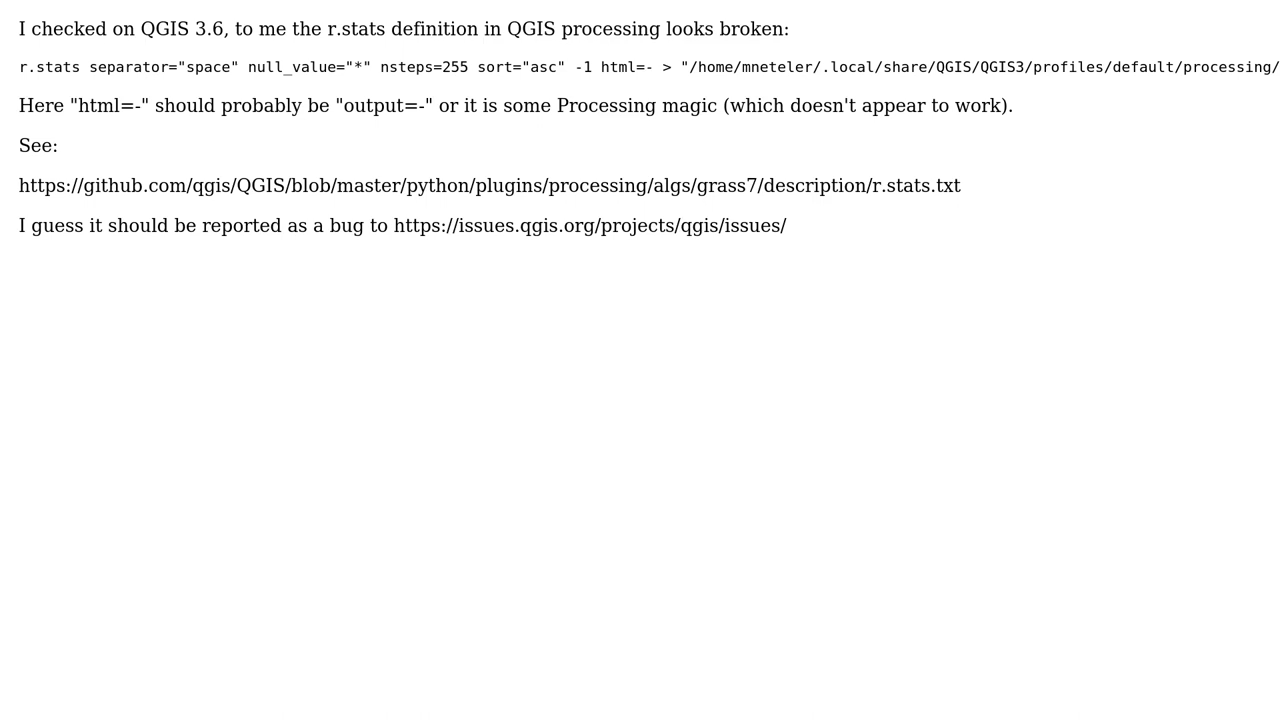 I checked on QGIS 3.6, to me the r.stats definition in QGIS processing looks broken:
r.stats separator="space" null_value="*" nsteps=255 sort="asc" -1 html=- > "/home/mneteler/.local/share/QGIS/QGIS3/profiles/default/processing/
Here "html=-" should probably be "output=-" or it is some Processing magic (which doesn't appear to work).
See:
https://github.com/qgis/QGIS/blob/master/python/plugins/processing/algs/grass7/description/r.stats.txt
I guess it should be reported as a bug to https://issues.qgis.org/projects/qgis/issues/